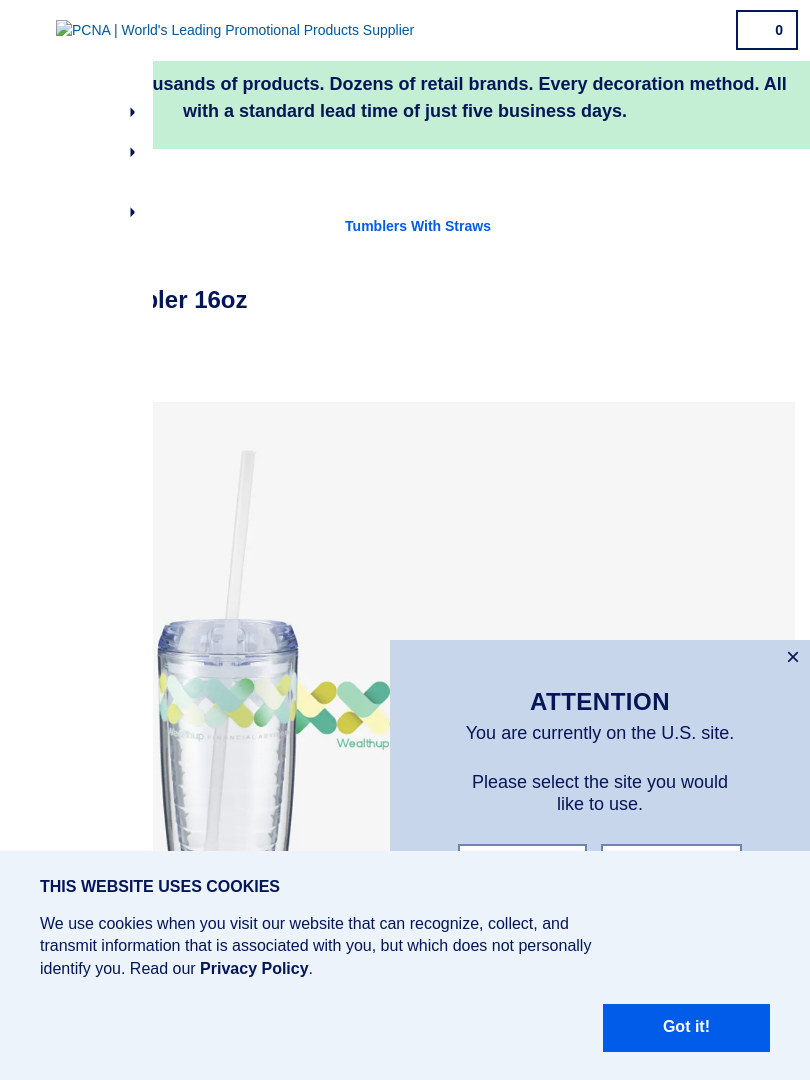 PCNA | World's Leading Promotional Products Supplier
0
usands of products. Dozens of retail brands. Every decoration method. All
with a standard lead time of just five business days.
Tumblers With Straws
bler 16oz
ATTENTION
You are currently on the U.S. site.
Please select the site you would
like to use.
Wealthup
FINANCIAL ADV
Wealthup
THIS WEBSITE USES COOKIES
We use cookies when you visit our website that can recognize, collect, and
transmit information that is associated with you, but which does not personally
identify you. Read our Privacy Policy.
Got it!